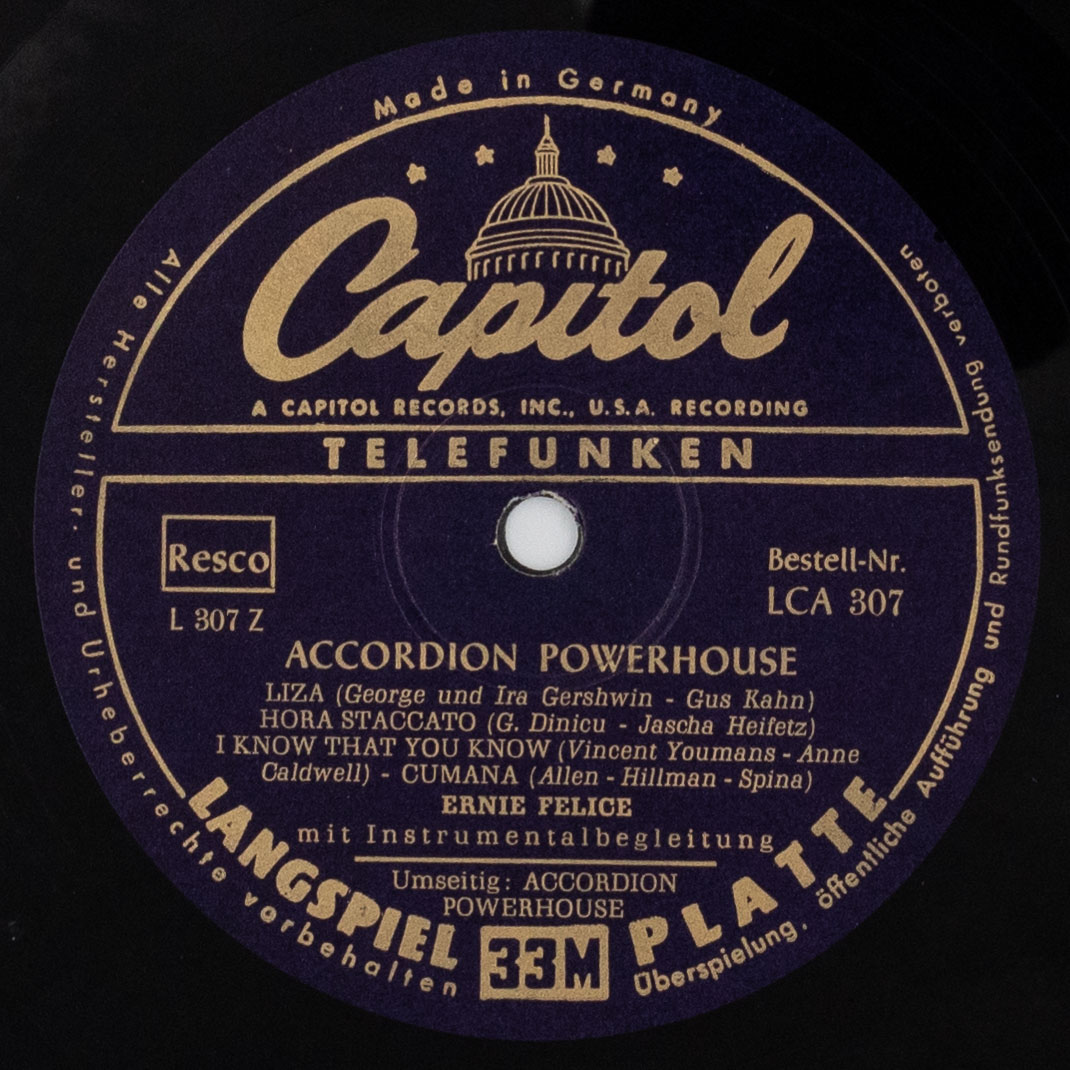 Made in Germany
Capitol
A CAPITOL RECORDS, INC., U.S.A. RECORDING
TELEFUNKEN
Resco
L 307 Z
Bestell-Nr.
LCA 307
ACCORDION POWERHOUSE
LIZA (George und Ira Gershwin - Gus Kahn)
HORA STACCATO (G. Dinicu - Jascha Heifetz)
I KNOW THAT YOU KNOW (Vincent Youmans - Anne
Caldwell) - CUMANA (Allen - Hillman - Spina)
ERNIE FELICE
mit Instrumentalbegleitung
Umseitig: ACCORDION
POWERHOUSE
LANGSPIEL 33M PLATTE
Alle Hersteller- und Urheberrechte vorbehalten
Überspielung, öffentliche Aufführung und Rundfunksendung verboten